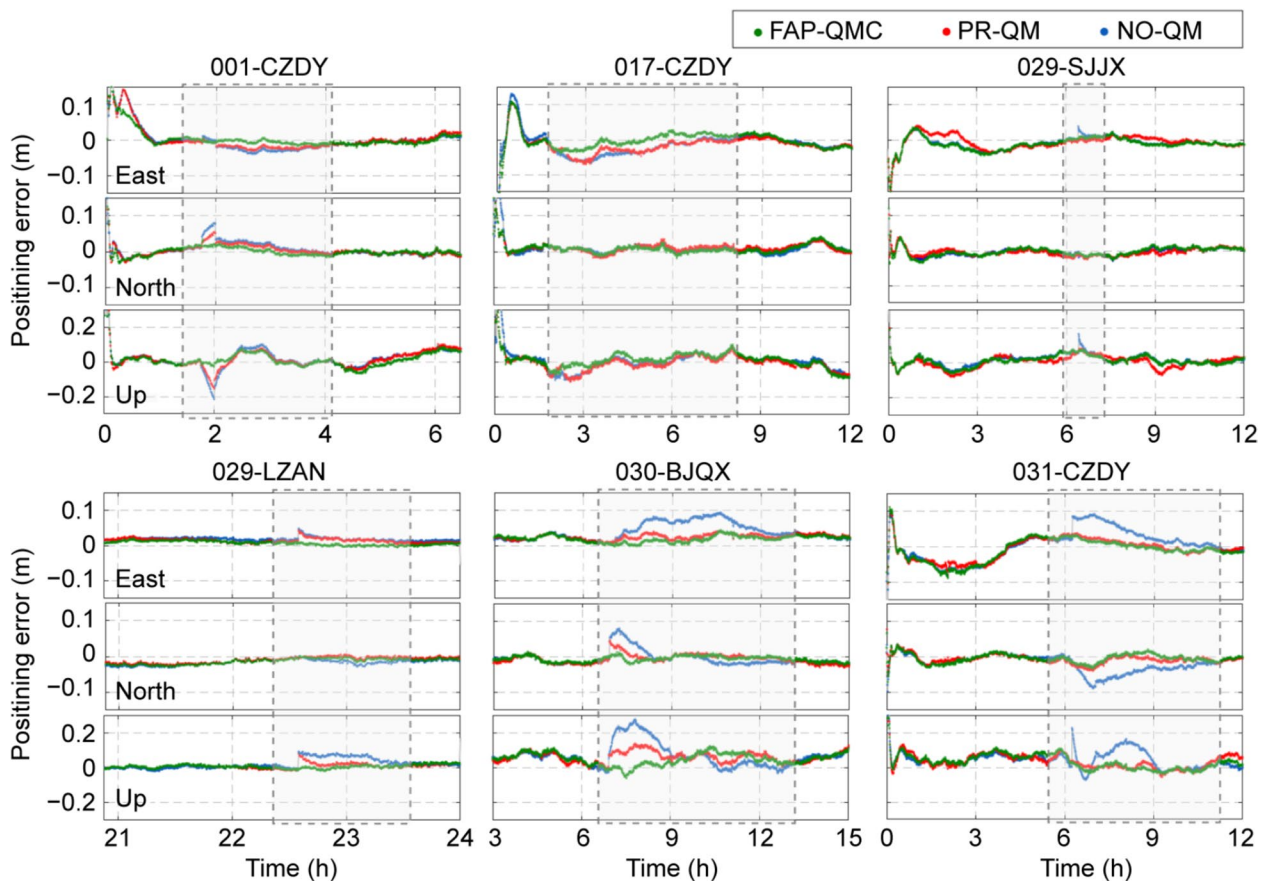 FAP-QMC PR-QM NO-QM
001-CZDY 017-CZDY 029-SJJX
Positining error (m)
0.1
0
−0.1
East
0.1
0
−0.1
North
0.2
0
−0.2
Up
0 2 4 6
0 3 6 9 12
0 3 6 9 12
029-LZAN 030-BJQX 031-CZDY
Positining error (m)
0.1
0
−0.1
East
0.1
0
−0.1
North
0.2
0
−0.2
Up
21 22 23 24
3 6 9 12 15
0 3 6 9 12
Time (h) Time (h) Time (h)